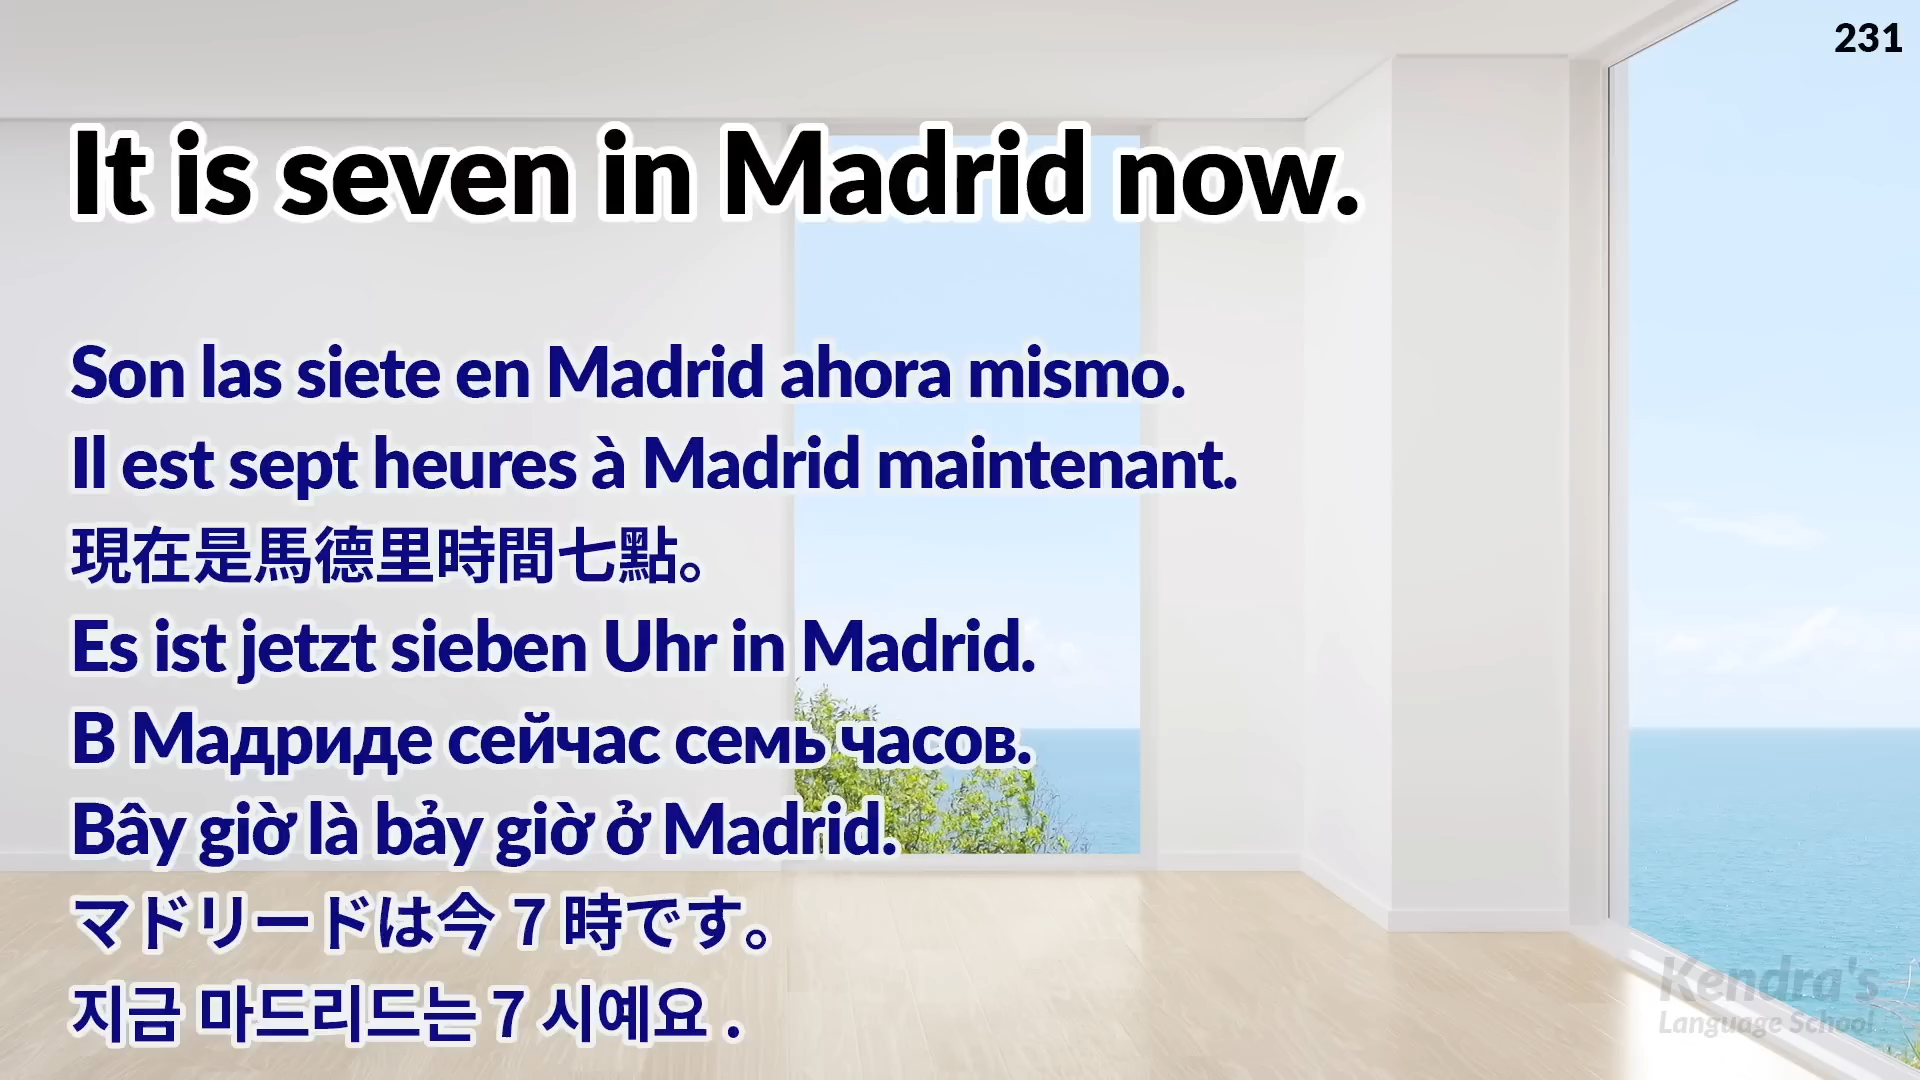 231
It is seven in Madrid now.
Son las siete en Madrid ahora mismo.
Il est sept heures à Madrid maintenant.
現在是馬德里時間七點。
Es ist jetzt sieben Uhr in Madrid.
В Мадриде сейчас семь часов.
Bây giờ là bảy giờ ở Madrid.
マドリードは今 7 時です。
지금 마드리드는 7 시예요 .
Kendra's
Language School